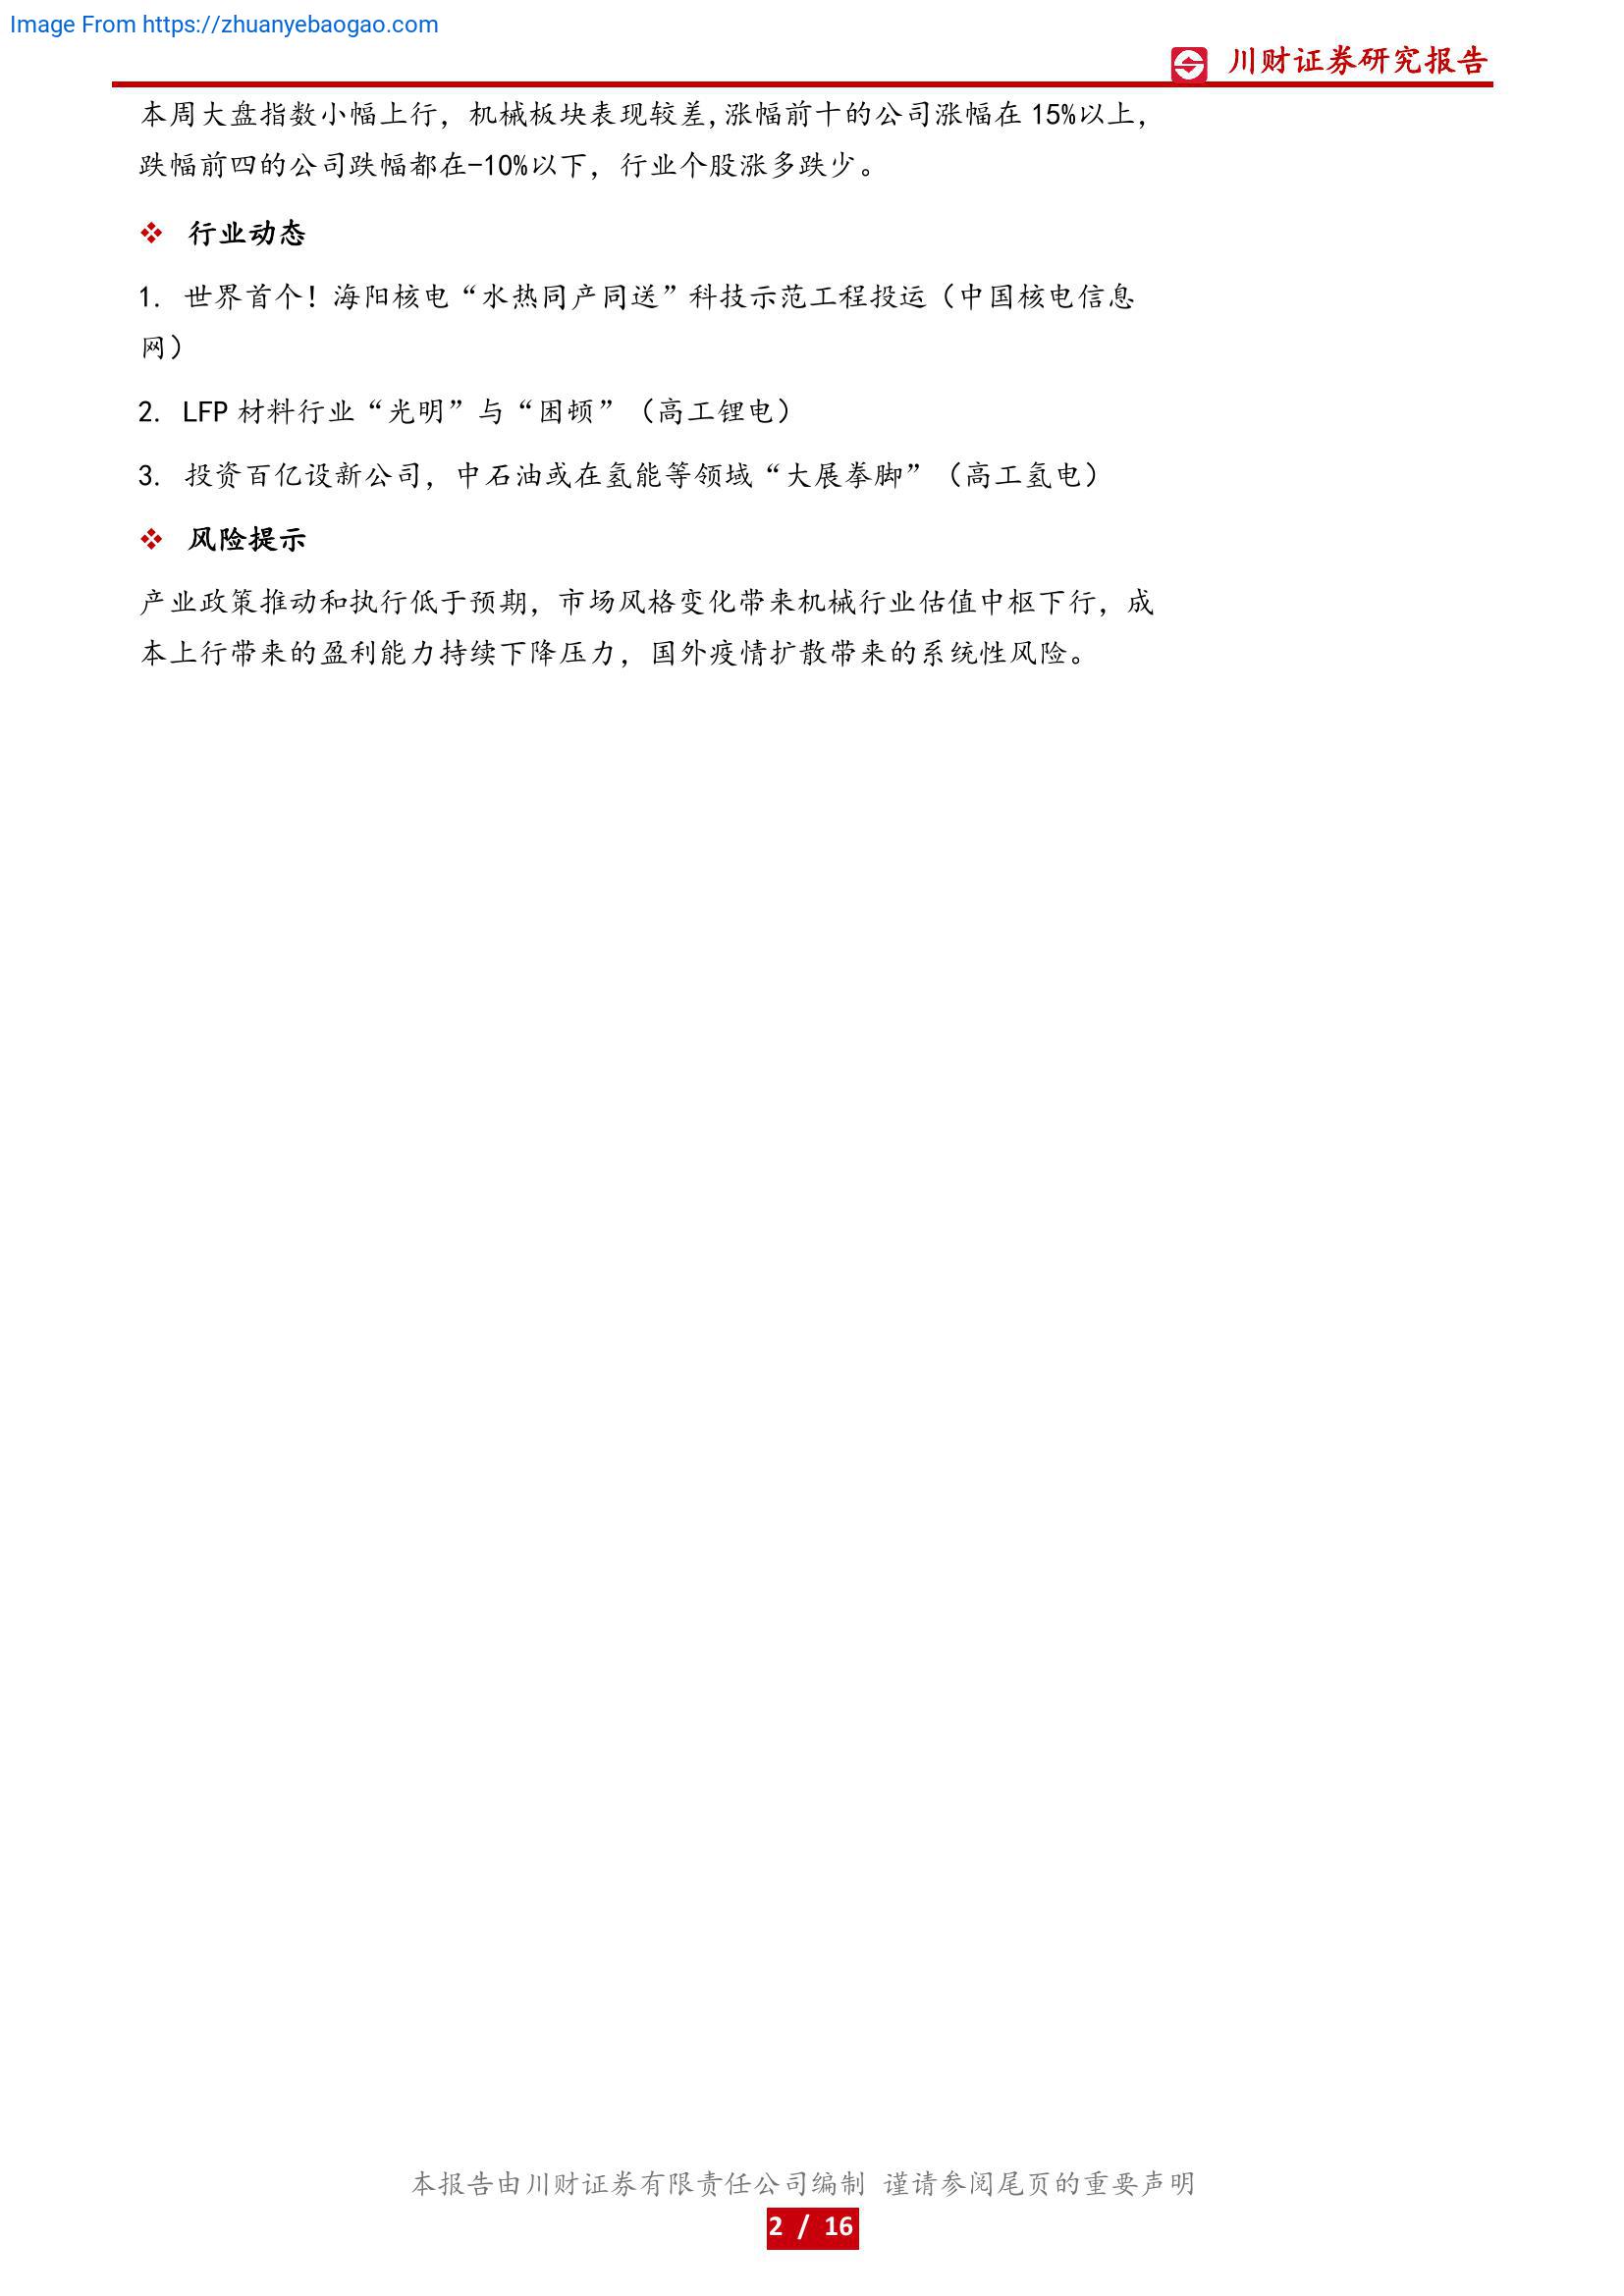 Image From https://zhuanyebaogao.com
川财证券研究报告
本周大盘指数小幅上行，机械板块表现较差,涨幅前十的公司涨幅在 15%以上，
跌幅前四的公司跌幅都在-10%以下，行业个股涨多跌少。
❖ 行业动态
1. 世界首个！海阳核电“水热同产同送”科技示范工程投运（中国核电信息
网）
2. LFP 材料行业“光明”与“困顿”（高工锂电）
3. 投资百亿设新公司，中石油或在氢能等领域“大展拳脚”（高工氢电）
❖ 风险提示
产业政策推动和执行低于预期，市场风格变化带来机械行业估值中枢下行，成
本上行带来的盈利能力持续下降压力，国外疫情扩散带来的系统性风险。
本报告由川财证券有限责任公司编制 谨请参阅尾页的重要声明
2 / 16